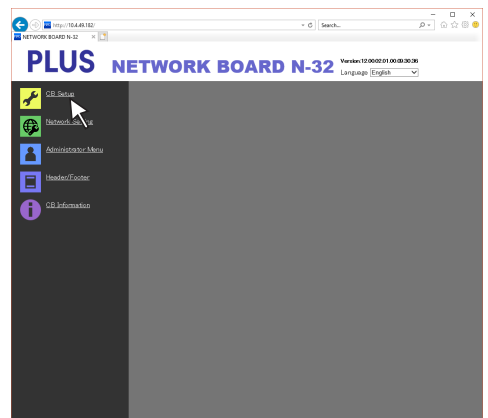 http://10.4.49.182/
Search...
NETWORK BOARD N-32
PLUS NETWORK BOARD N-32
Version:12.00.02.01.00.09.30.36
Language English
CB Setup
Network Setting
Administrator Menu
Header/Footer
CB Information